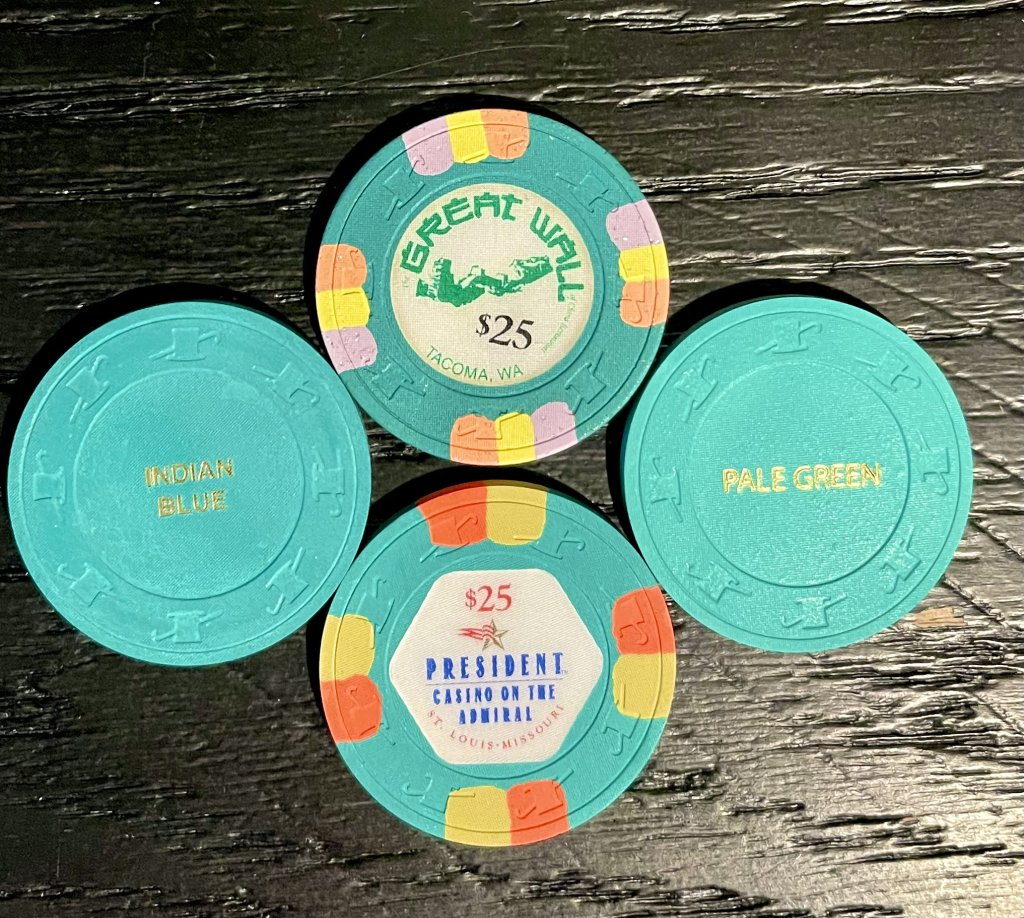 GREAT WALL
$25
TACOMA, WA
INDIAN
BLUE
PALE GREEN
$25
PRESIDENT
CASINO ON THE
ADMIRAL
ST. LOUIS-MISSOURI